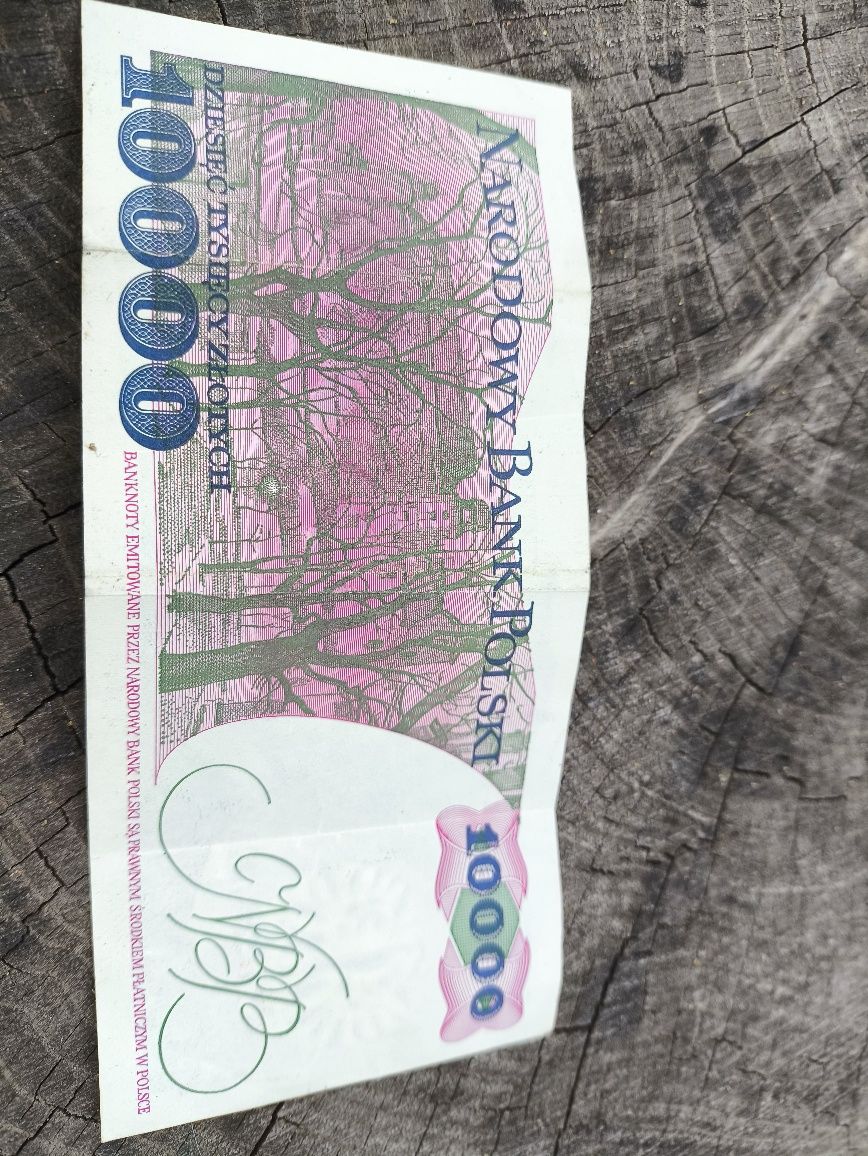 NARODOWY BANK POLSKI
10000
DZIESIĘĆ TYSIĘCY ZŁOTYCH
10000
BANKNOTY EMITOWANE PRZEZ NARODOWY BANK POLSKI SĄ PRAWNYM ŚRODKIEM PŁATNICZYM W POLSCE
NBP